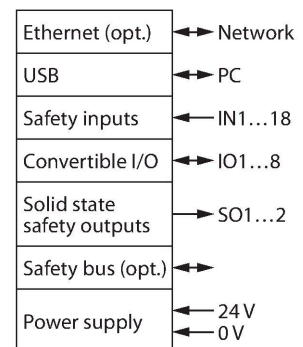 Ethernet (opt.) Network
USB PC
Safety inputs IN1...18
Convertible I/O IO1...8
Solid state
safety outputs SO1...2
Safety bus (opt.)
Power supply 24 V
0 V